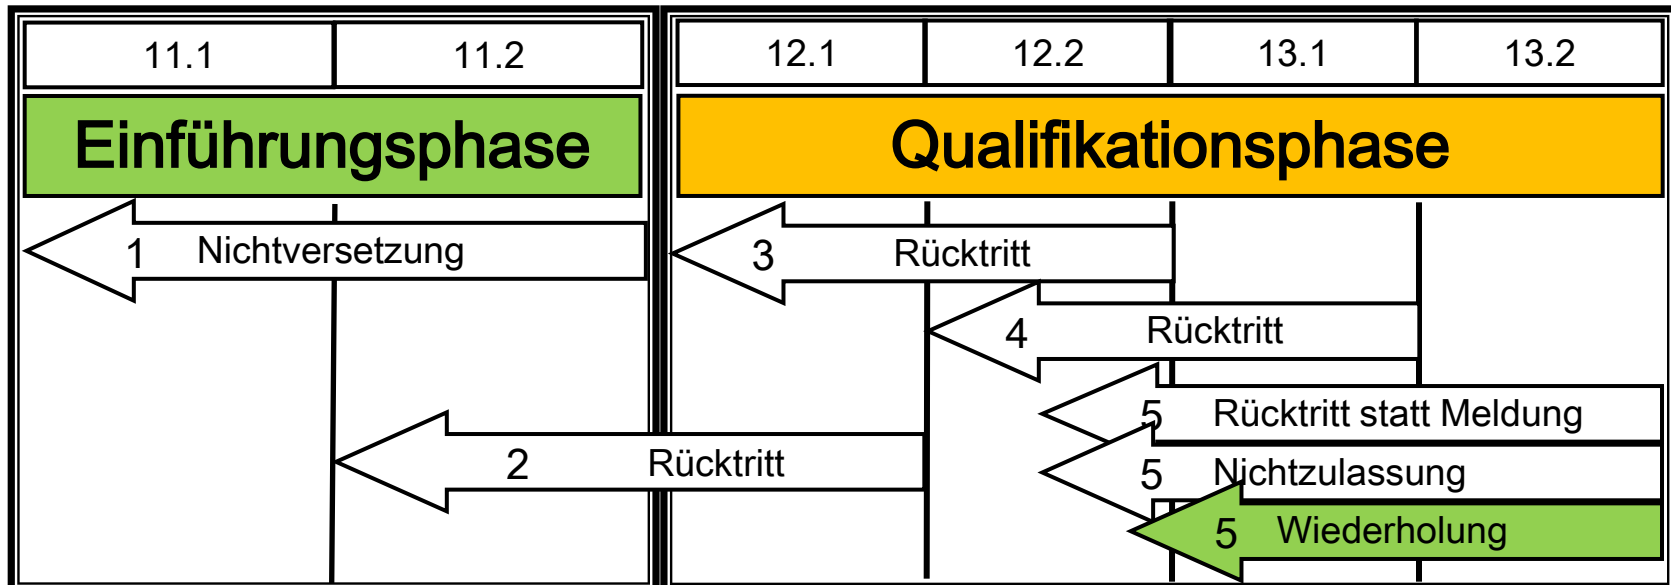 11.1 11.2 12.1 12.2 13.1 13.2
Einführungsphase Qualifikationsphase
1 Nichtversetzung 3 Rücktritt
4 Rücktritt
5 Rücktritt statt Meldung
2 Rücktritt 5 Nichtzulassung
5 Wiederholung